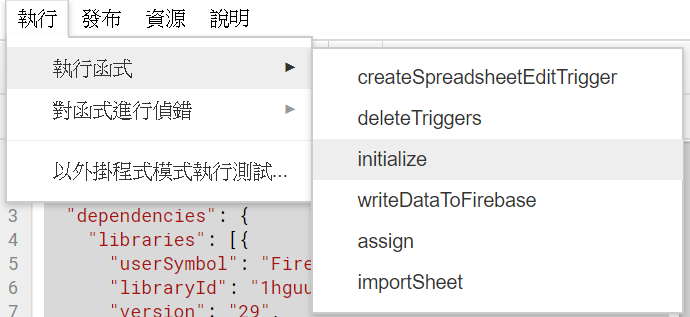 執行 發布 資源 說明
執行函式
對函式進行偵錯
以外掛程式模式執行測試...
createSpreadsheetEditTrigger
deleteTriggers
initialize
writeDataToFirebase
assign
importSheet
3 "dependencies": {
4 "libraries": [{
5 "userSymbol": "Fire
6 "libraryId": "1hguu
7 "version": "29",